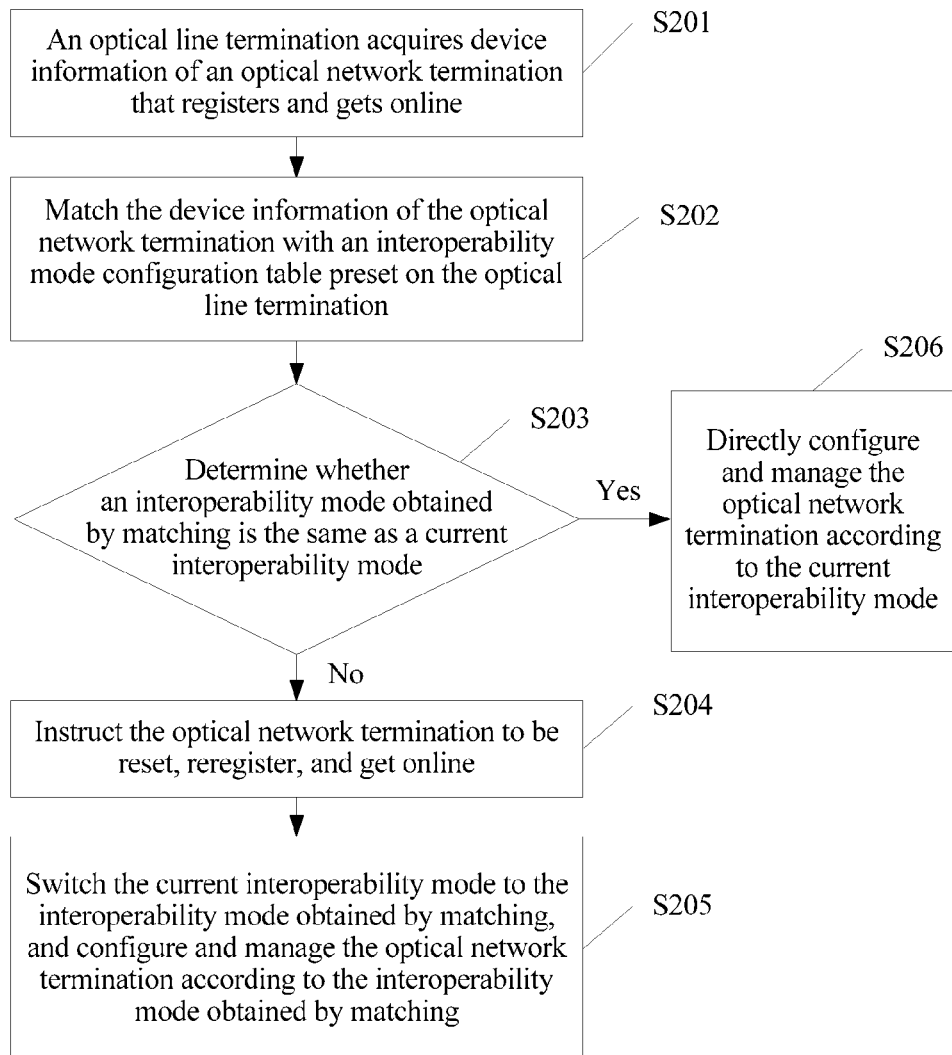 An optical line termination acquires device
information of an optical network termination
that registers and gets online
S201
Match the device information of the optical
network termination with an interoperability
mode configuration table preset on the optical
line termination
S202
Determine whether
an interoperability mode obtained
by matching is the same as a current
interoperability mode
S203
Yes
Directly configure
and manage the
optical network
termination according
to the current
interoperability mode
S206
No
Instruct the optical network termination to be
reset, reregister, and get online
S204
Switch the current interoperability mode to the
interoperability mode obtained by matching,
and configure and manage the optical network
termination according to the interoperability
mode obtained by matching
S205